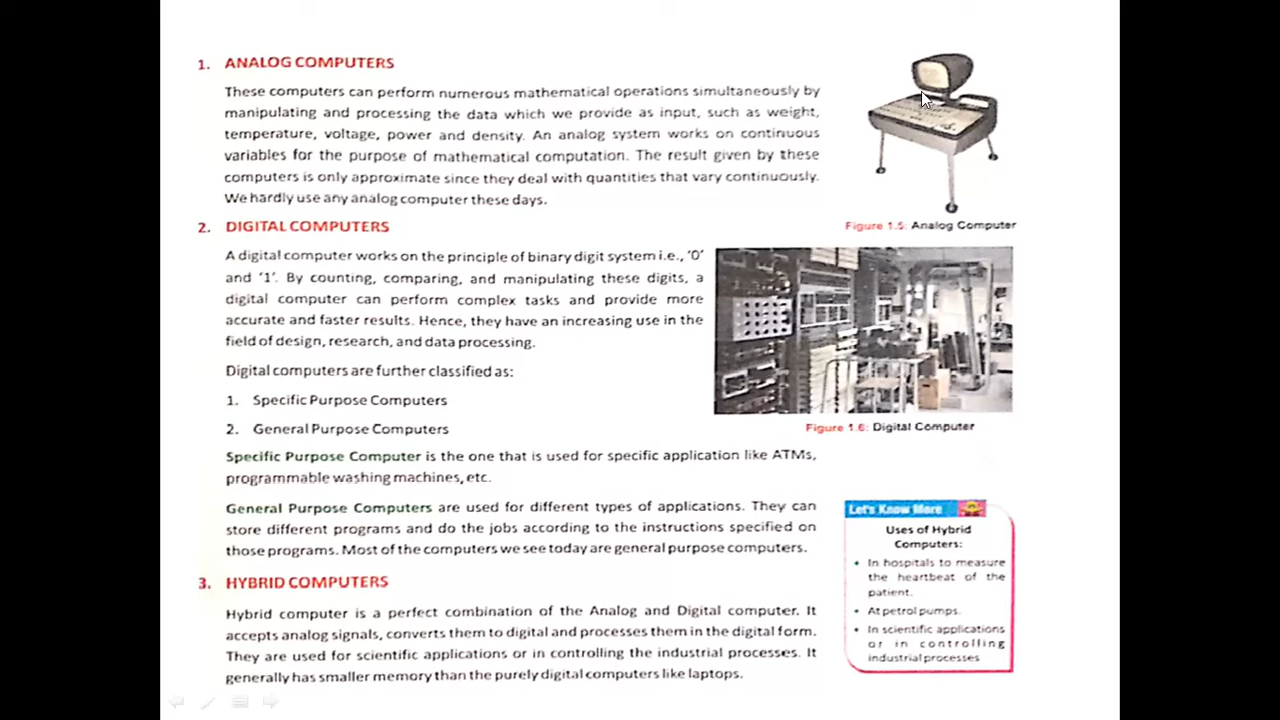 1. ANALOG COMPUTERS
These computers can perform numerous mathematical operations simultaneously by
manipulating and processing the data which we provide as input, such as weight,
temperature, voltage, power and density. An analog system works on continuous
variables for the purpose of mathematical computation. The result given by these
computers is only approximate since they deal with quantities that vary continuously.
We hardly use any analog computer these days.
Figure 1.5: Analog Computer
2. DIGITAL COMPUTERS
A digital computer works on the principle of binary digit system i.e., '0'
and '1'. By counting, comparing, and manipulating these digits, a
digital computer can perform complex tasks and provide more
accurate and faster results. Hence, they have an increasing use in the
field of design, research, and data processing.
Digital computers are further classified as:
1. Specific Purpose Computers
2. General Purpose Computers
Figure 1.6: Digital Computer
Specific Purpose Computer is the one that is used for specific application like ATMs,
programmable washing machines, etc.
General Purpose Computers are used for different types of applications. They can
store different programs and do the jobs according to the instructions specified on
those programs. Most of the computers we see today are general purpose computers.
3. HYBRID COMPUTERS
Hybrid computer is a perfect combination of the Analog and Digital computer. It
accepts analog signals, converts them to digital and processes them in the digital form.
They are used for scientific applications or in controlling the industrial processes. It
generally has smaller memory than the purely digital computers like laptops.
Let's Know More
Uses of Hybrid
Computers:
• In hospitals to measure
the heartbeat of the
patient.
• At petrol pumps.
• In scientific applications
or in controlling
industrial processes